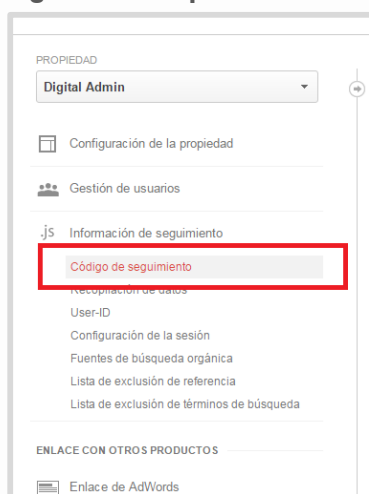 PROPIEDAD
Digital Admin
Configuración de la propiedad
Gestión de usuarios
.js Información de seguimiento
Código de seguimiento
Recopilación de datos
User-ID
Configuración de la sesión
Fuentes de búsqueda orgánica
Lista de exclusión de referencia
Lista de exclusión de términos de búsqueda
ENLACE CON OTROS PRODUCTOS
Enlace de AdWords